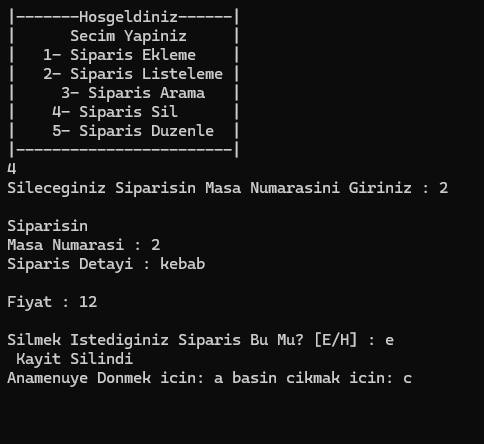 |-------Hosgeldiniz------|
|      Secim Yapiniz     |
|   1- Siparis Ekleme    |
|   2- Siparis Listeleme |
|     3- Siparis Arama   |
|    4- Siparis Sil      |
|    5- Siparis Duzenle  |
|------------------------|
4
Sileceginiz Siparisin Masa Numarasini Giriniz : 2
Siparisin
Masa Numarasi : 2
Siparis Detayi : kebab
Fiyat : 12
Silmek Istediginiz Siparis Bu Mu? [E/H] : e
 Kayit Silindi
Anamenuye Donmek icin: a basin cikmak icin: c